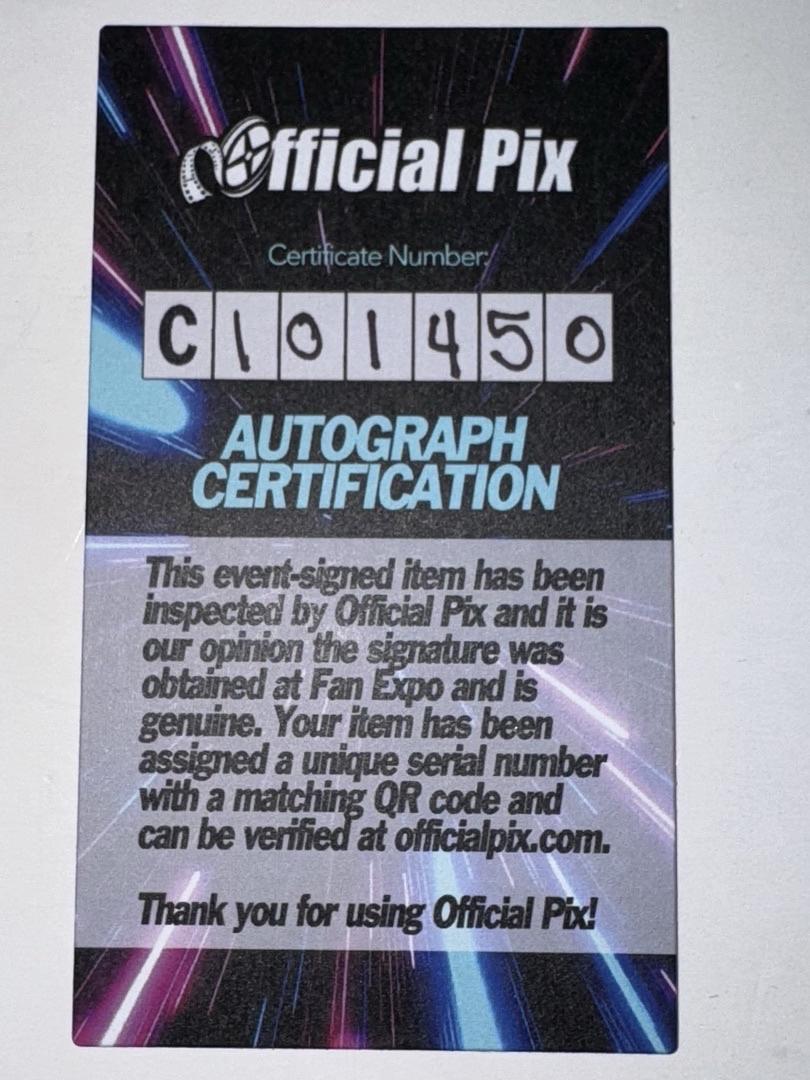 Official Pix
Certificate Number:
C101450
AUTOGRAPH
CERTIFICATION
This event-signed item has been
inspected by Official Pix and it is
our opinion the signature was
obtained at Fan Expo and is
genuine. Your item has been
assigned a unique serial number
with a matching QR code and
can be verified at officialpix.com.
Thank you for using Official Pix!